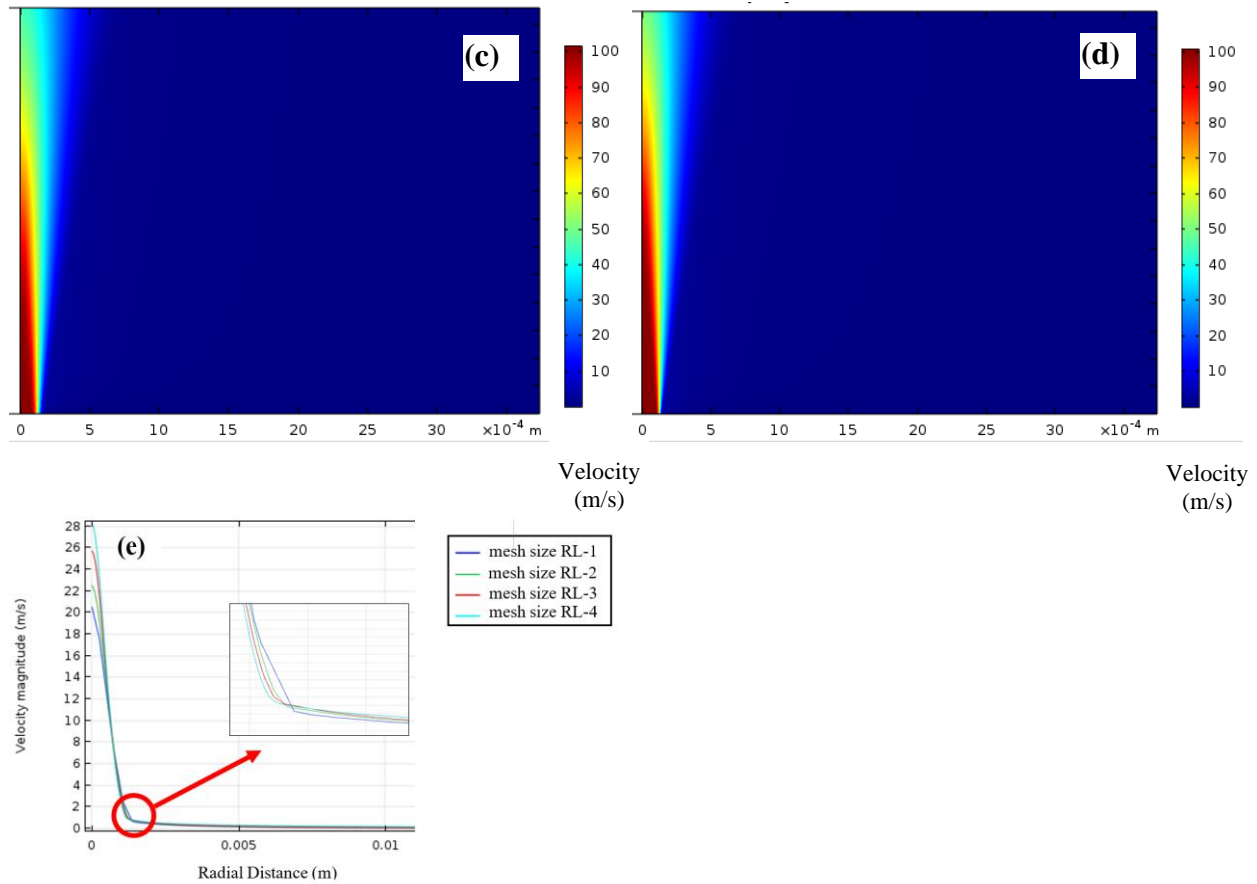 (c)
100
90
80
70
60
50
40
30
20
10
0 5 10 15 20 25 30 ×10⁻⁴ m
Velocity
(m/s)
(d)
100
90
80
70
60
50
40
30
20
10
0 5 10 15 20 25 30 ×10⁻⁴ m
Velocity
(m/s)
(e)
Velocity magnitude (m/s)
28
26
24
22
20
18
16
14
12
10
8
6
4
2
0
0 0.005 0.01
Radial Distance (m)
mesh size RL-1
mesh size RL-2
mesh size RL-3
mesh size RL-4